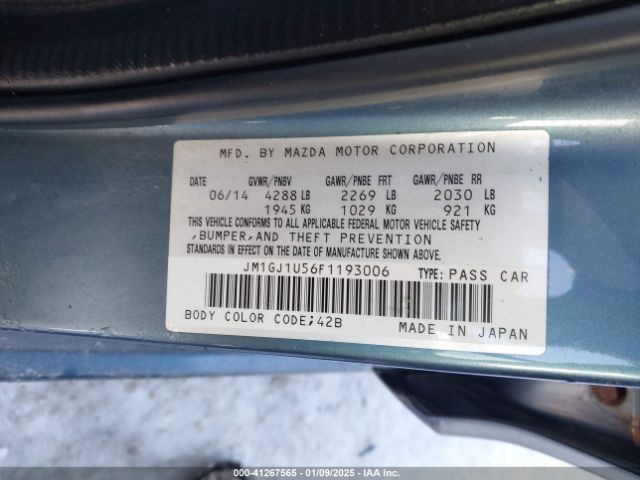 MFD. BY MAZDA MOTOR CORPORATION
DATE GVWR/PNBV GAWR/PNBE FRT GAWR/PNBE RR
06/14 4288 LB 2269 LB 2030 LB
1945 KG 1029 KG 921 KG
THIS VEHICLE CONFORMS TO ALL APPLICABLE FEDERAL MOTOR VEHICLE SAFETY
,BUMPER,AND THEFT PREVENTION
STANDARDS IN EFFECT ON THE DATE OF MANUFACTURE SHOWN ABOVE.
JM1GJ1U56F1193006 TYPE: PASS CAR
BODY COLOR CODE;42B MADE IN JAPAN
000-41267565 - 01/09/2025 - IAA Inc.